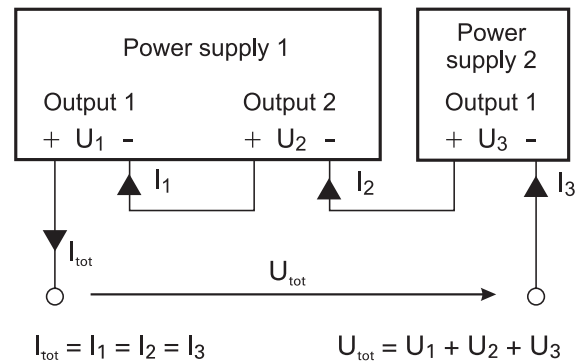 Power supply 1
Power
supply 2
Output 1 Output 2 Output 1
+ U₁ - + U₂ - + U₃ -
I₁ I₂ I₃
Iₜₒₜ
Uₜₒₜ
Iₜₒₜ = I₁ = I₂ = I₃ Uₜₒₜ = U₁ + U₂ + U₃